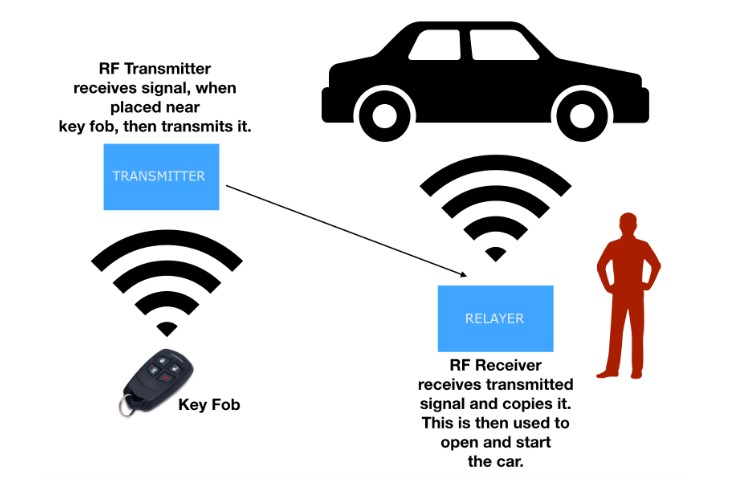 RF Transmitter
receives signal, when
placed near
key fob, then transmits it.
TRANSMITTER
Key Fob
RELAYER
RF Receiver
receives transmitted
signal and copies it.
This is then used to
open and start
the car.